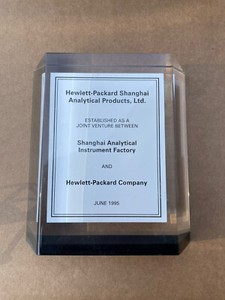 Hewlett-Packard Shanghai
Analytical Products, Ltd.
ESTABLISHED AS A
JOINT VENTURE BETWEEN
Shanghai Analytical
Instrument Factory
AND
Hewlett-Packard Company
JUNE 1995